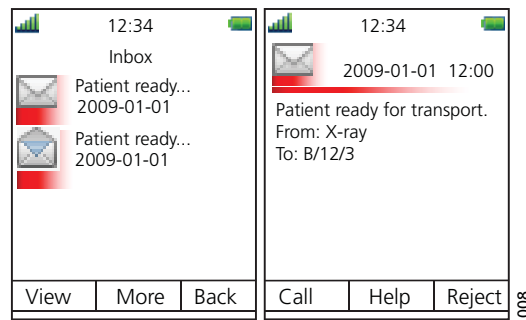 12:34
Inbox
Patient ready...
2009-01-01
Patient ready...
2009-01-01
View More Back
12:34
2009-01-01 12:00
Patient ready for transport.
From: X-ray
To: B/12/3
Call Help Reject
008